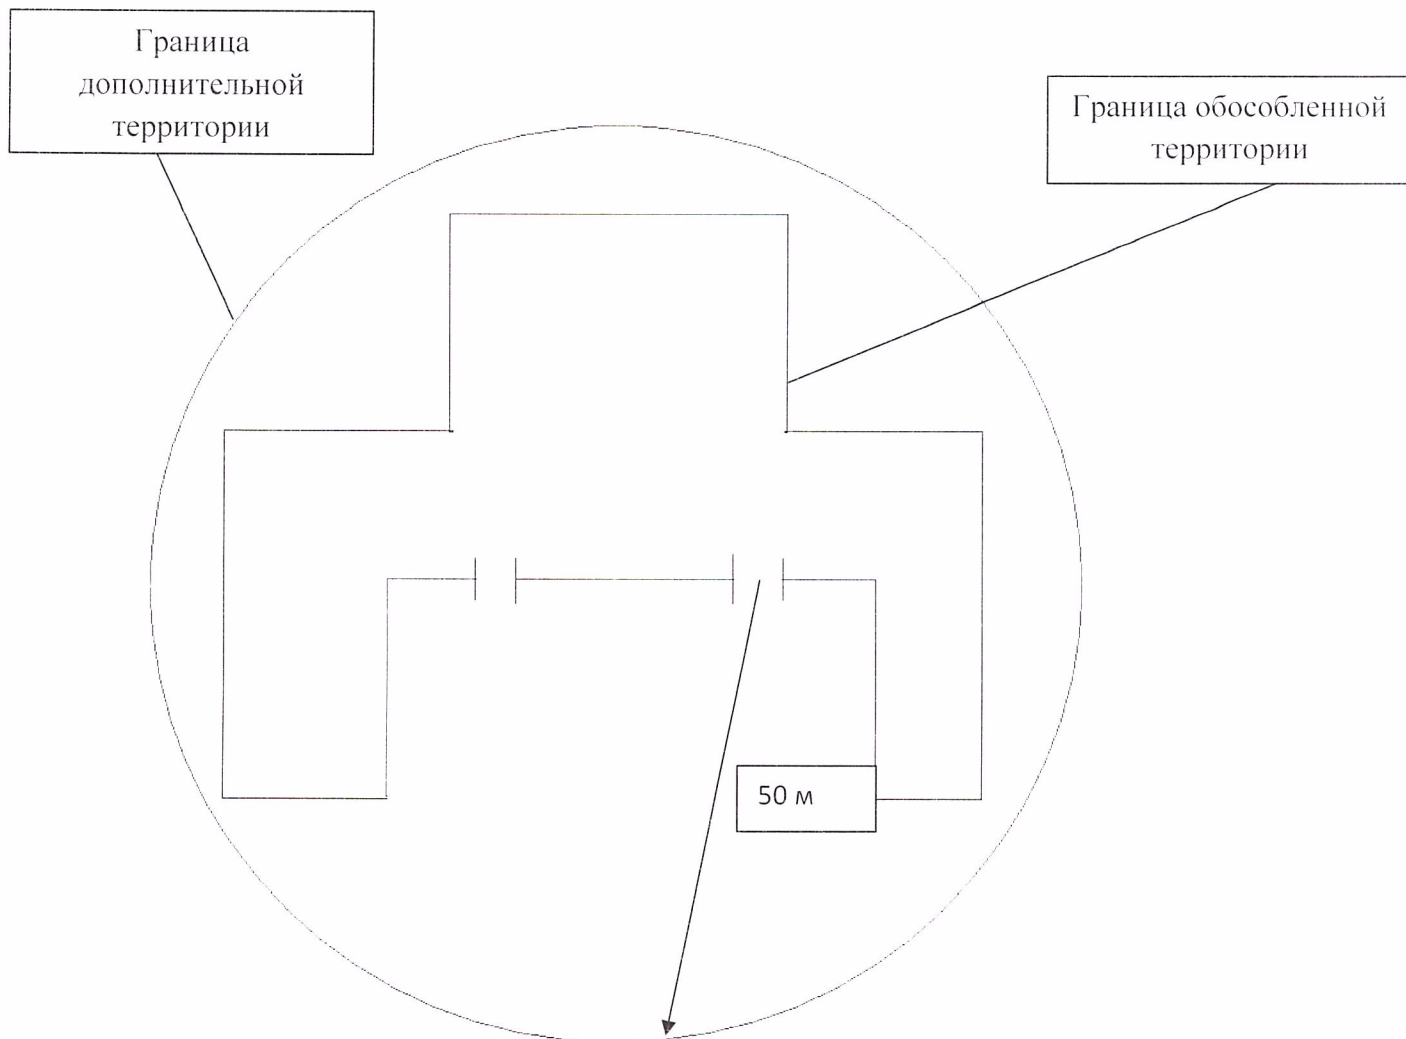 Граница
дополнительной
территории
Граница обособленной
территории
50 м